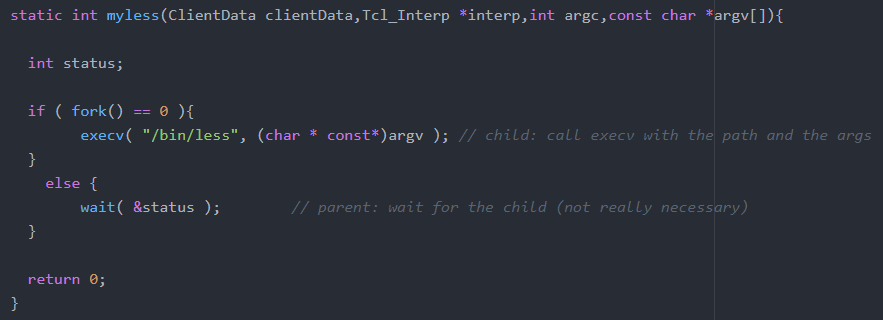 static int myless(ClientData clientData,Tcl_Interp *interp,int argc,const char *argv[]){
int status;
if ( fork() == 0 ){
execv( "/bin/less", (char * const*)argv ); // child: call execv with the path and the args
}
else {
wait( &status ); // parent: wait for the child (not really necessary)
}
return 0;
}